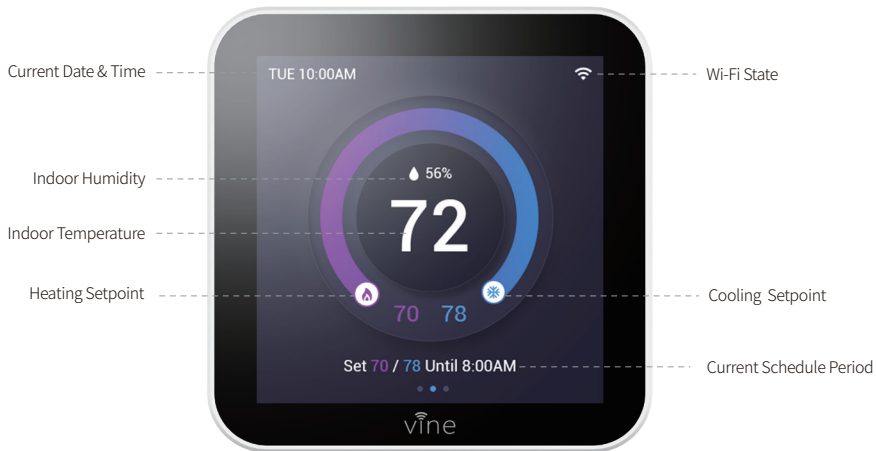 Current Date & Time
TUE 10:00AM
Wi-Fi State
Indoor Humidity
56%
Indoor Temperature
72
Heating Setpoint
Cooling Setpoint
70 78
Set 70 / 78 Until 8:00AM
Current Schedule Period
vine